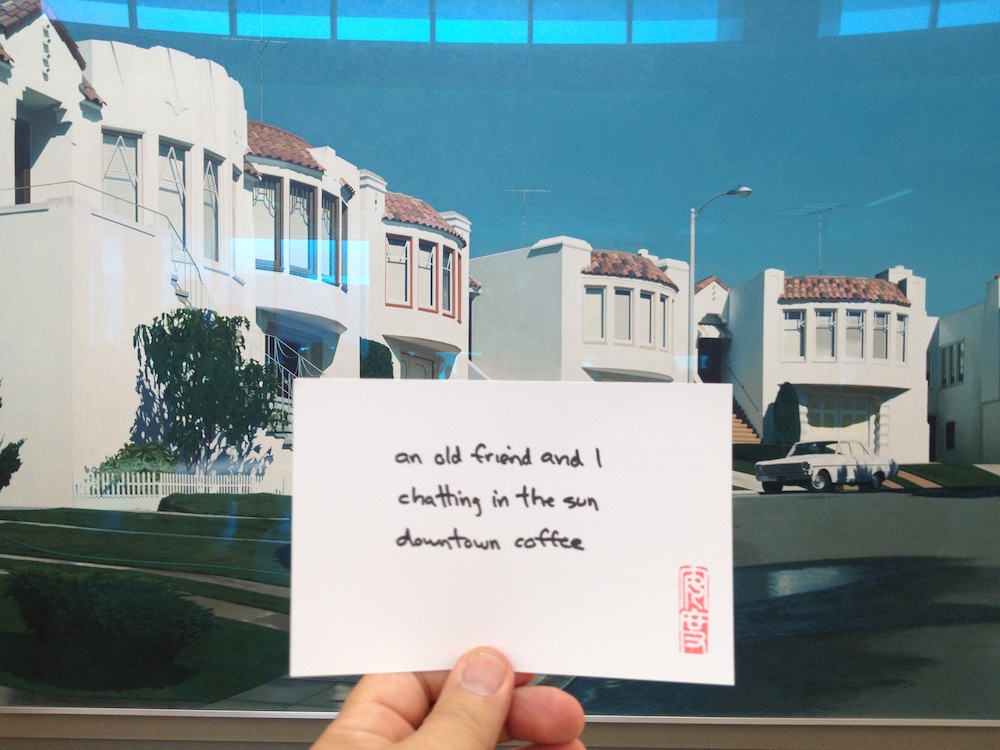 an old friend and I
chatting in the sun
downtown coffee